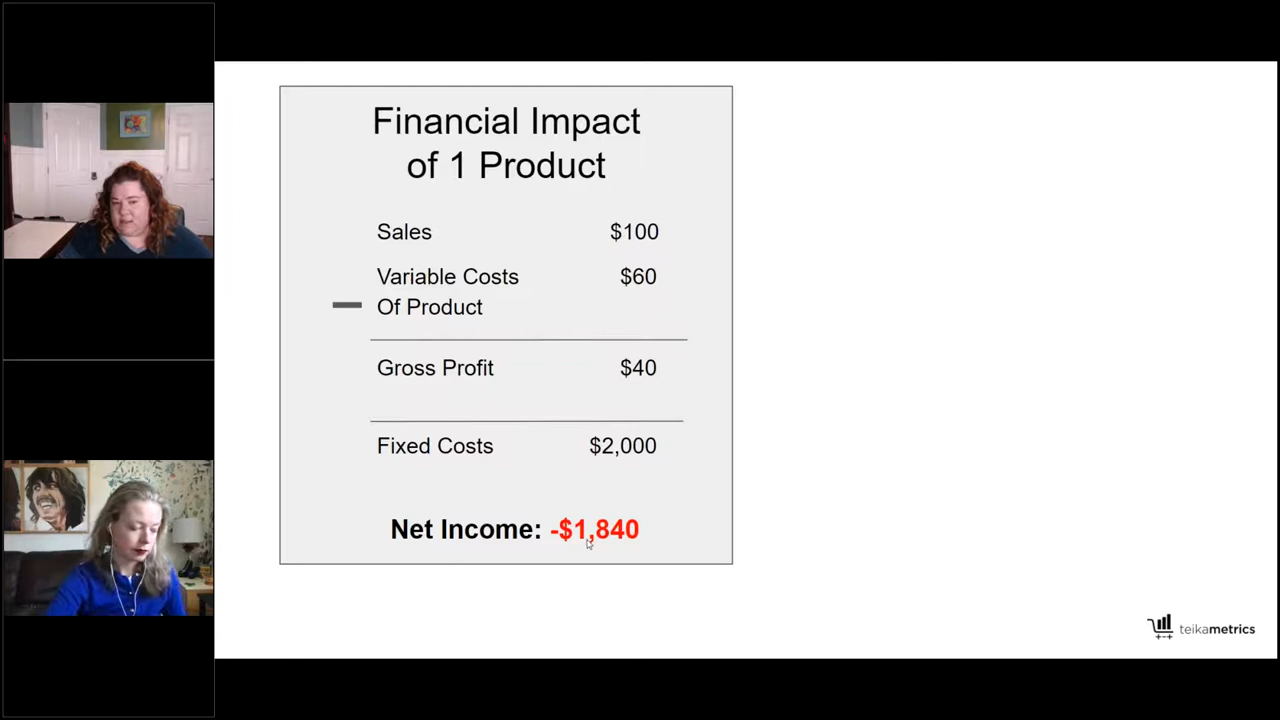 Financial Impact
of 1 Product
Sales $100
Variable Costs $60
Of Product
Gross Profit $40
Fixed Costs $2,000
Net Income: -$1,840
teikametrics